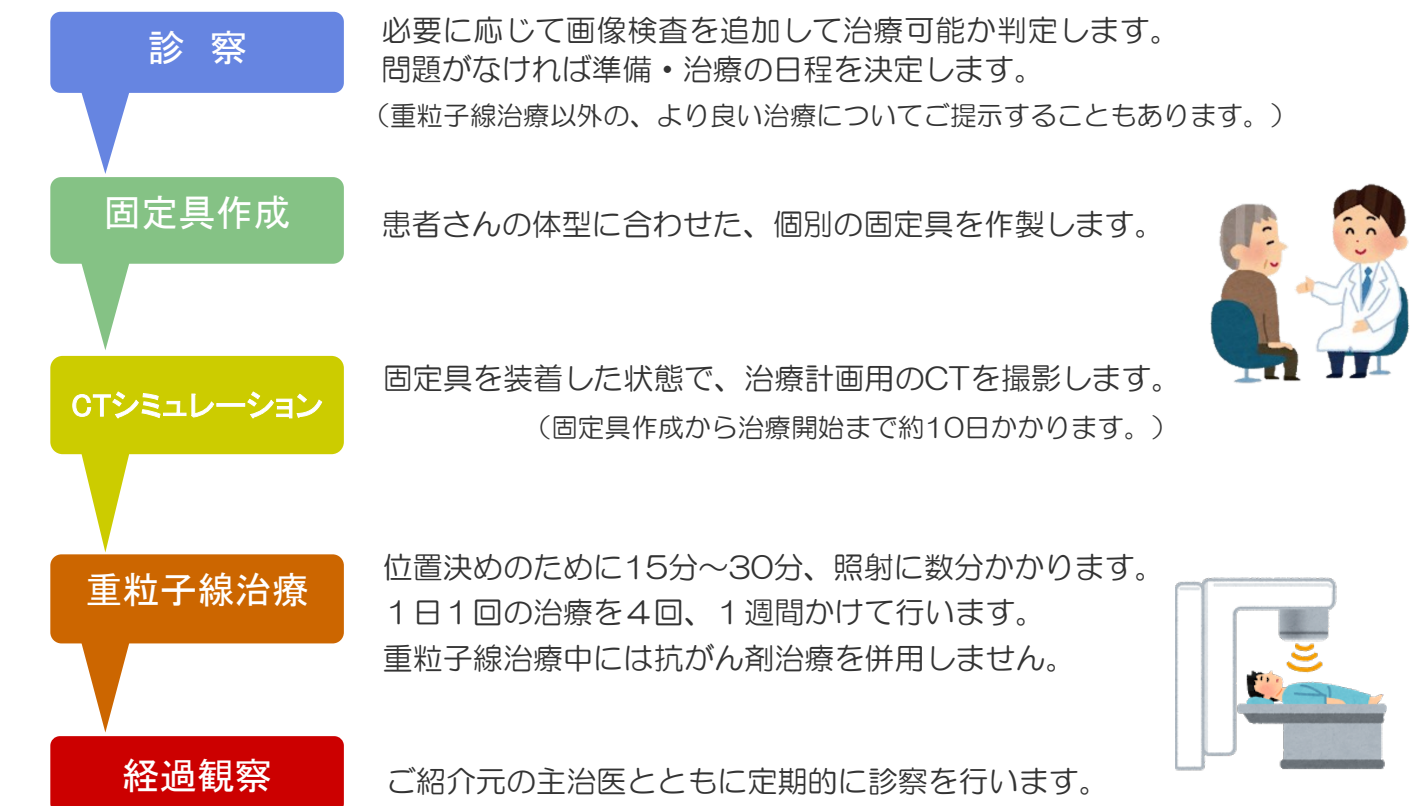 診 察
必要に応じて画像検査を追加して治療可能か判定します。
問題がなければ準備・治療の日程を決定します。
（重粒子線治療以外の、より良い治療についてご提示することもあります。）
固定具作成
患者さんの体型に合わせた、個別の固定具を作製します。
CTシミュレーション
固定具を装着した状態で、治療計画用のCTを撮影します。
（固定具作成から治療開始まで約10日かかります。）
重粒子線治療
位置決めのために15分～30分、照射に数分かかります。
１日１回の治療を４回、１週間かけて行います。
重粒子線治療中には抗がん剤治療を併用しません。
経過観察
ご紹介元の主治医とともに定期的に診察を行います。